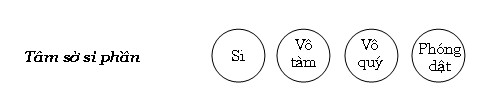 Tâm sở si phần
Si
Vô
tàm
Vô
quý
Phóng
dật